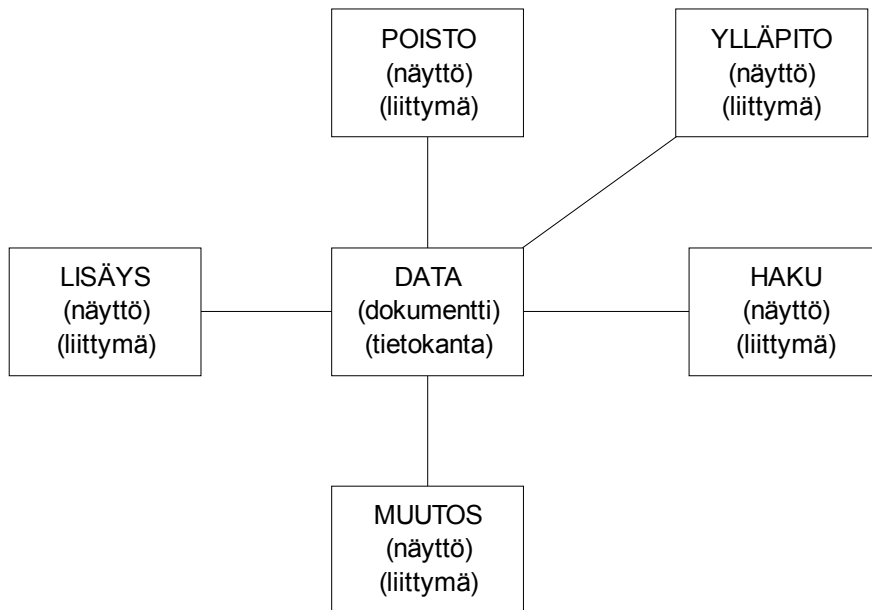 POISTO
(näyttö)
(liittymä)
YLLÄPITO
(näyttö)
(liittymä)
LISÄYS
(näyttö)
(liittymä)
DATA
(dokumentti)
(tietokanta)
HAKU
(näyttö)
(liittymä)
MUUTOS
(näyttö)
(liittymä)